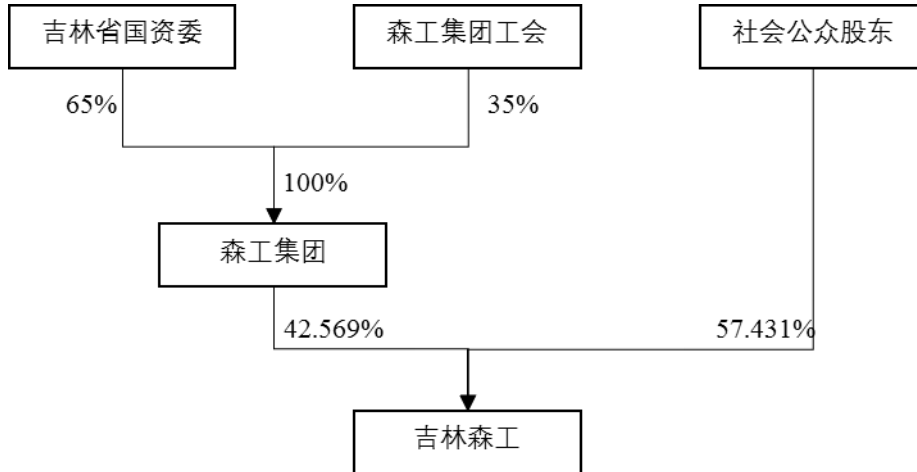 吉林省国资委
森工集团工会
社会公众股东
65%
35%
100%
森工集团
42.569%
57.431%
吉林森工